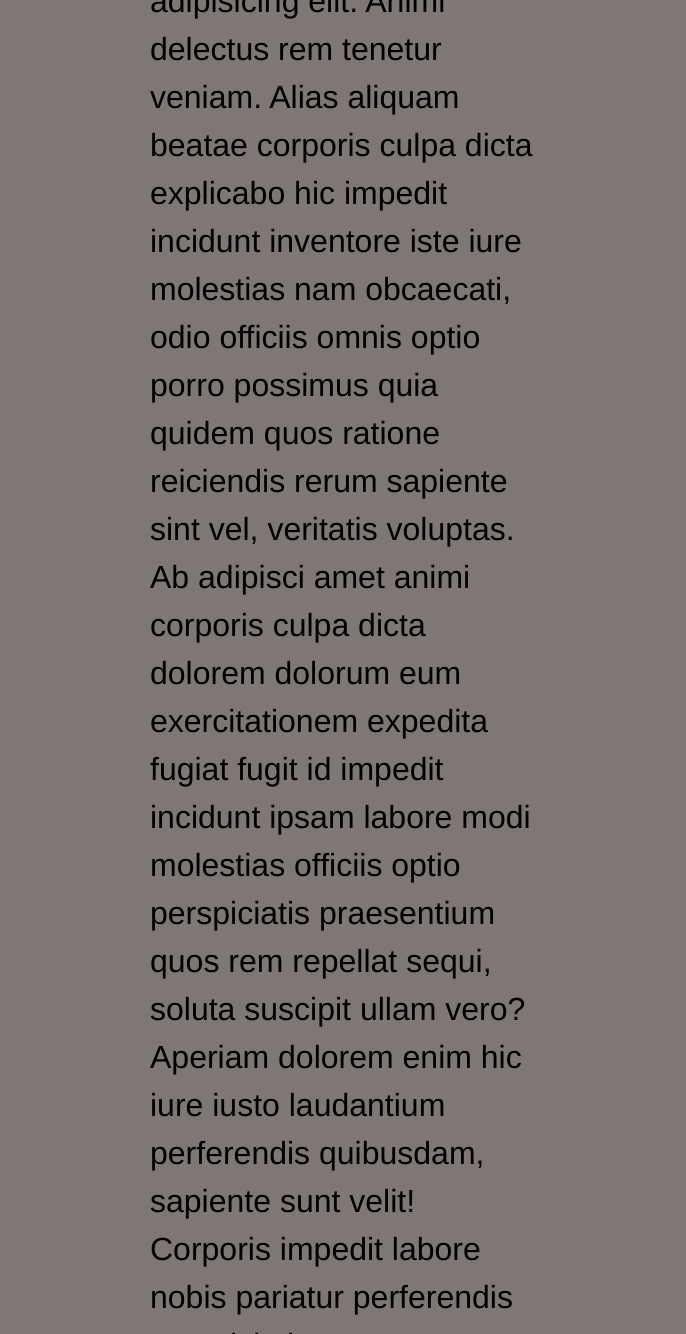 adipisicing elit. Animi
delectus rem tenetur
veniam. Alias aliquam
beatae corporis culpa dicta
explicabo hic impedit
incidunt inventore iste iure
molestias nam obcaecati,
odio officiis omnis optio
porro possimus quia
quidem quos ratione
reiciendis rerum sapiente
sint vel, veritatis voluptas.
Ab adipisci amet animi
corporis culpa dicta
dolorem dolorum eum
exercitationem expedita
fugiat fugit id impedit
incidunt ipsam labore modi
molestias officiis optio
perspiciatis praesentium
quos rem repellat sequi,
soluta suscipit ullam vero?
Aperiam dolorem enim hic
iure iusto laudantium
perferendis quibusdam,
sapiente sunt velit!
Corporis impedit labore
nobis pariatur perferendis